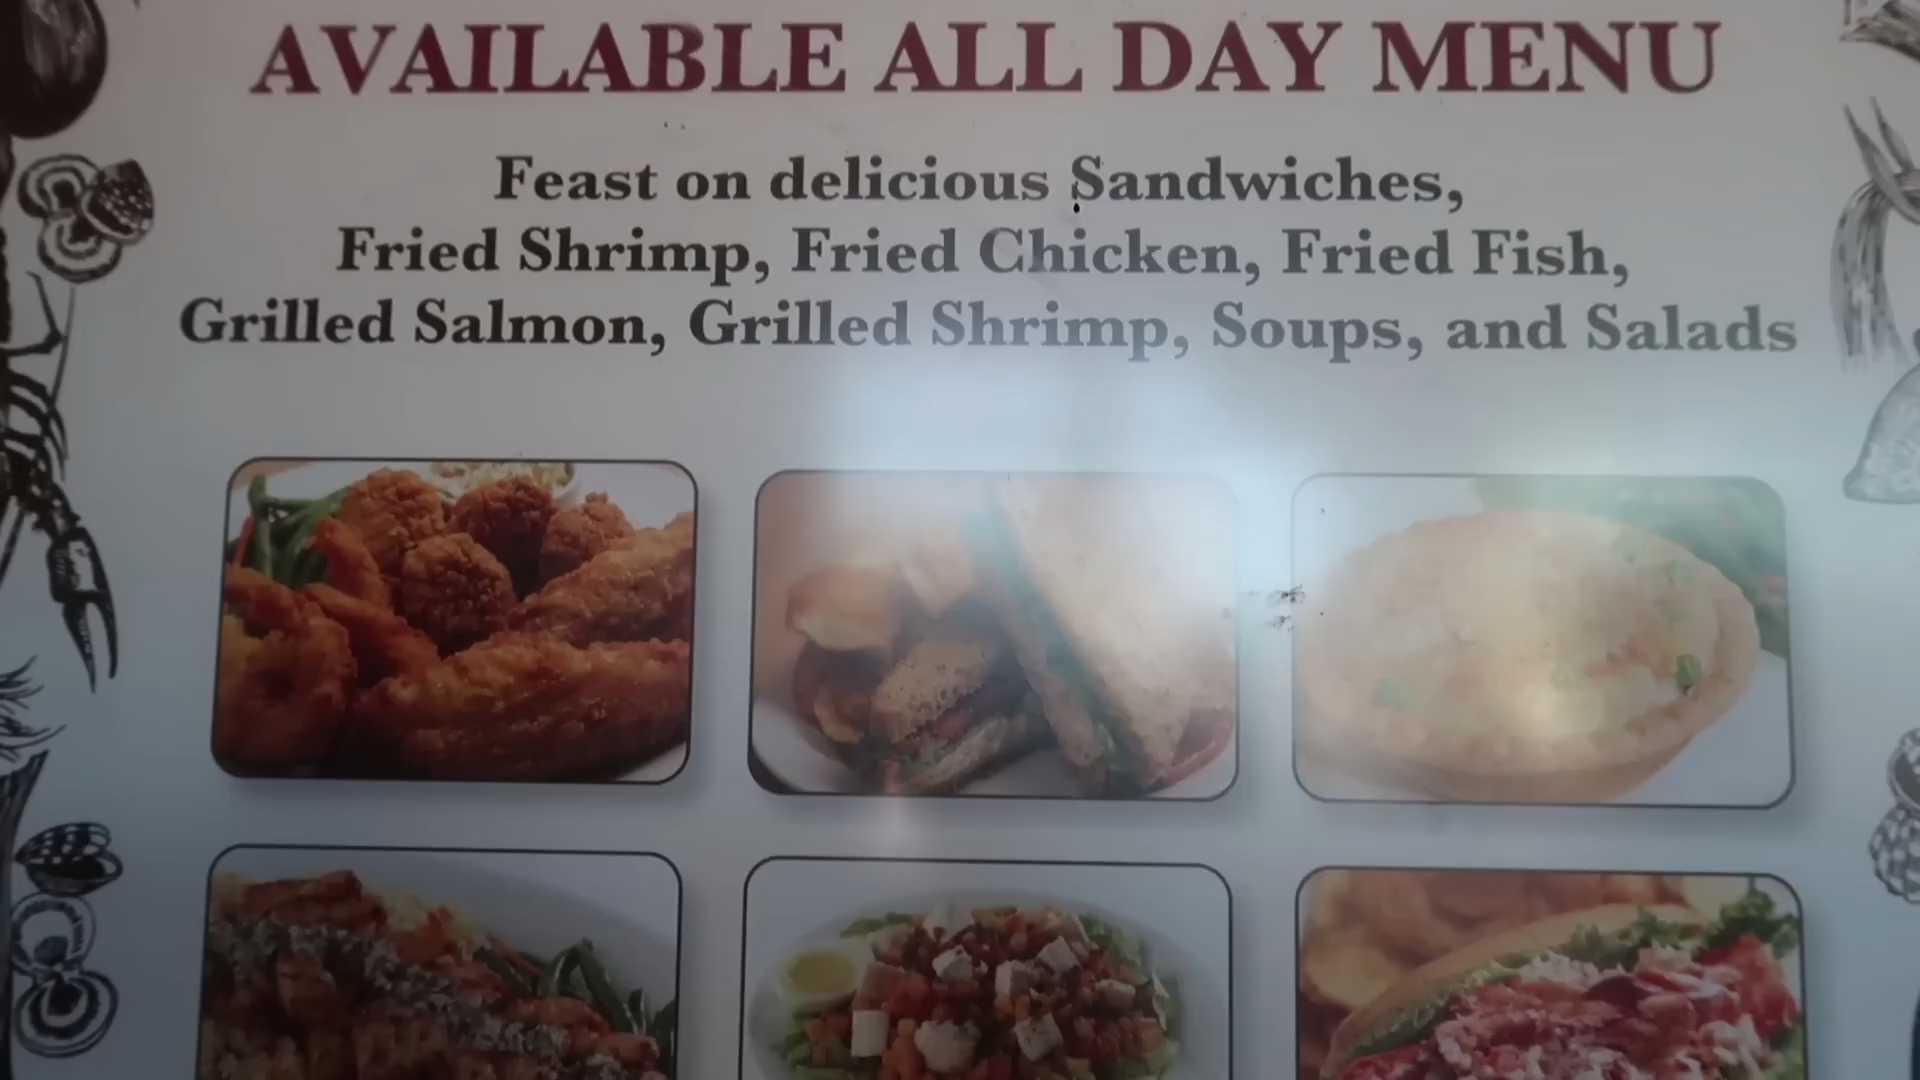 AVAILABLE ALL DAY MENU
Feast on delicious Sandwiches,
Fried Shrimp, Fried Chicken, Fried Fish,
Grilled Salmon, Grilled Shrimp, Soups, and Salads